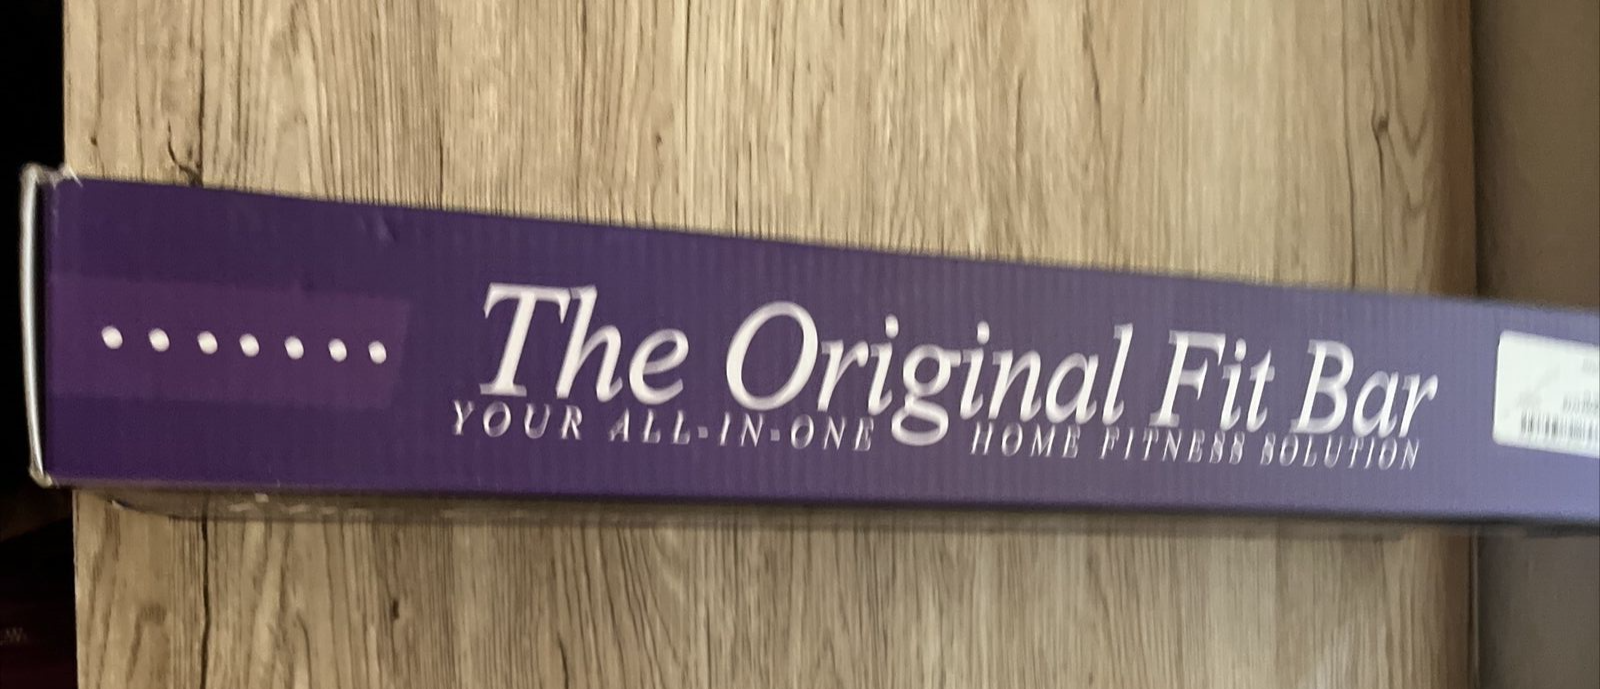 The Original Fit Bar
YOUR ALL-IN-ONE HOME FITNESS SOLUTION